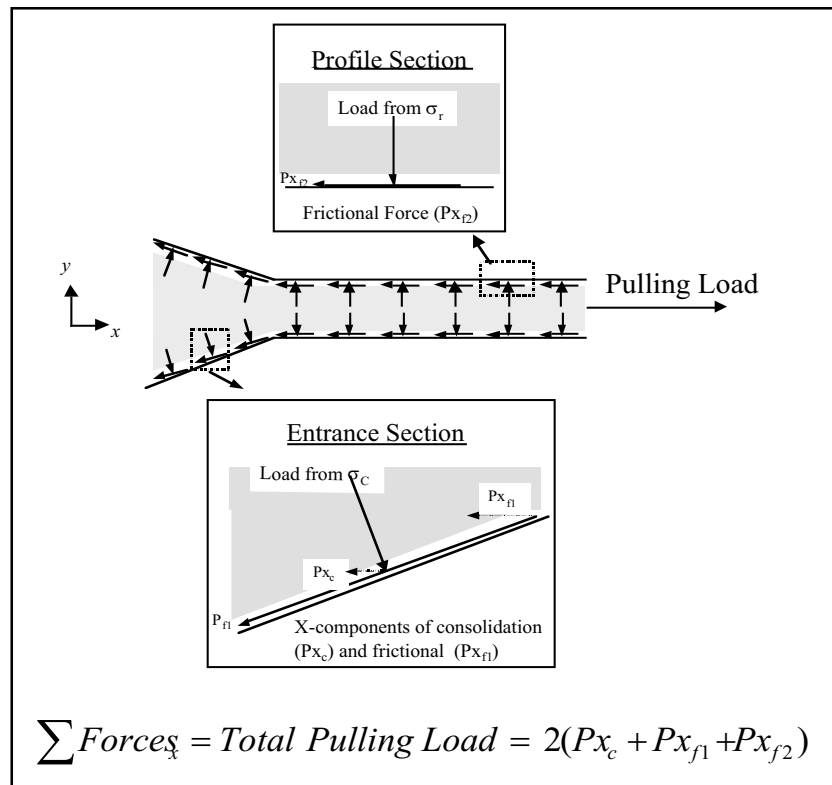 Profile Section
Load from σr
Pxf2
Frictional Force (Pxf2)
y
x
Pulling Load
Entrance Section
Load from σC
Pxf1
Pxc
Pf1
X-components of consolidation
(Pxc) and frictional (Pxf1)
∑ Forcesx = Total Pulling Load = 2(Pxc + Pxf1 + Pxf2)